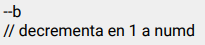 --b
// decrementa en 1 a numd